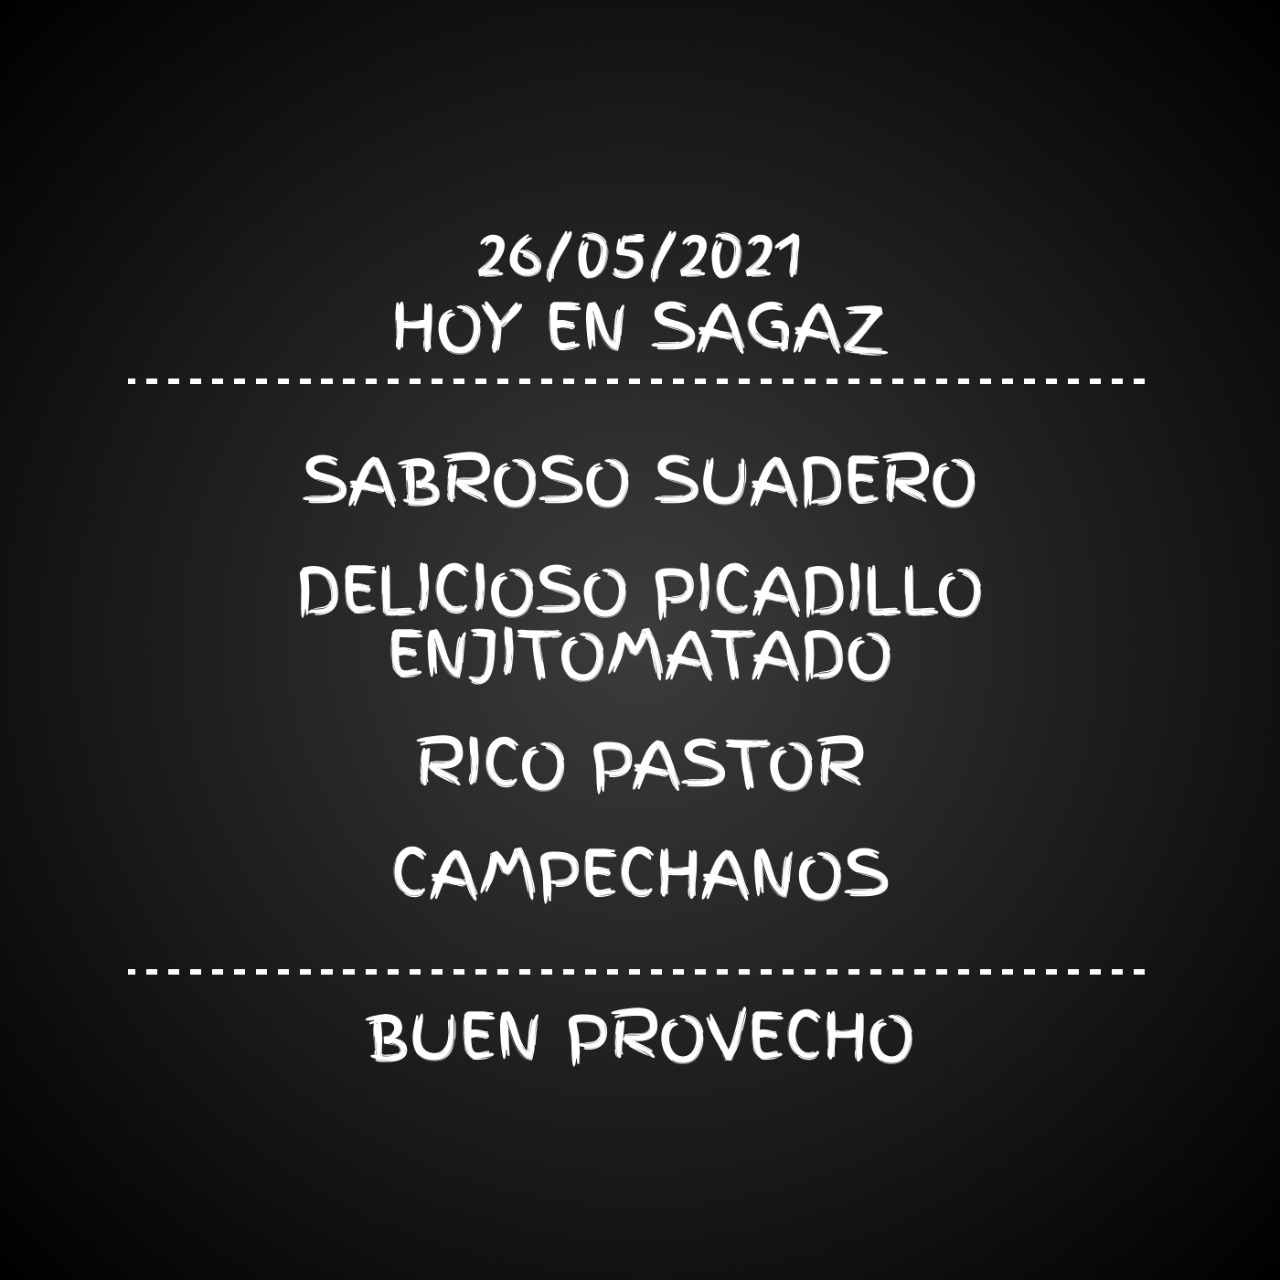 26/05/2021
HOY EN SAGAZ
SABROSO SUADERO
DELICIOSO PICADILLO
ENJITOMATADO
RICO PASTOR
CAMPECHANOS
BUEN PROVECHO